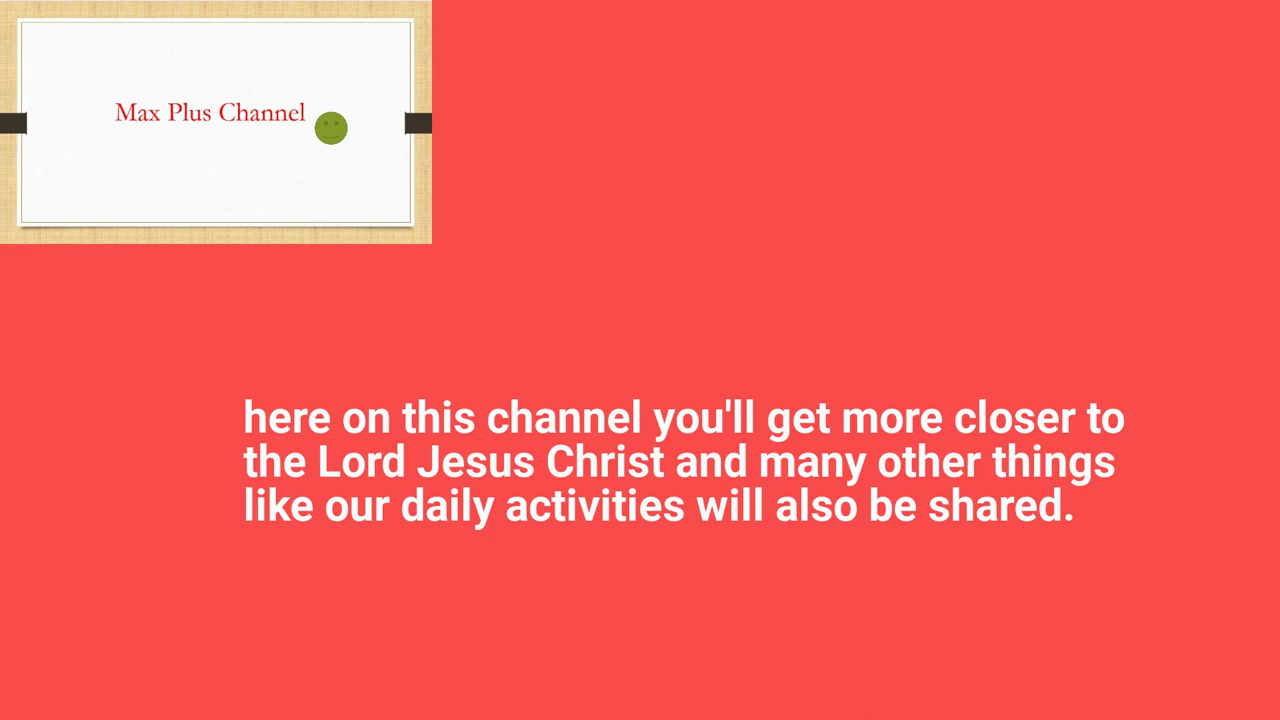 Max Plus Channel
here on this channel you'll get more closer to
the Lord Jesus Christ and many other things
like our daily activities will also be shared.